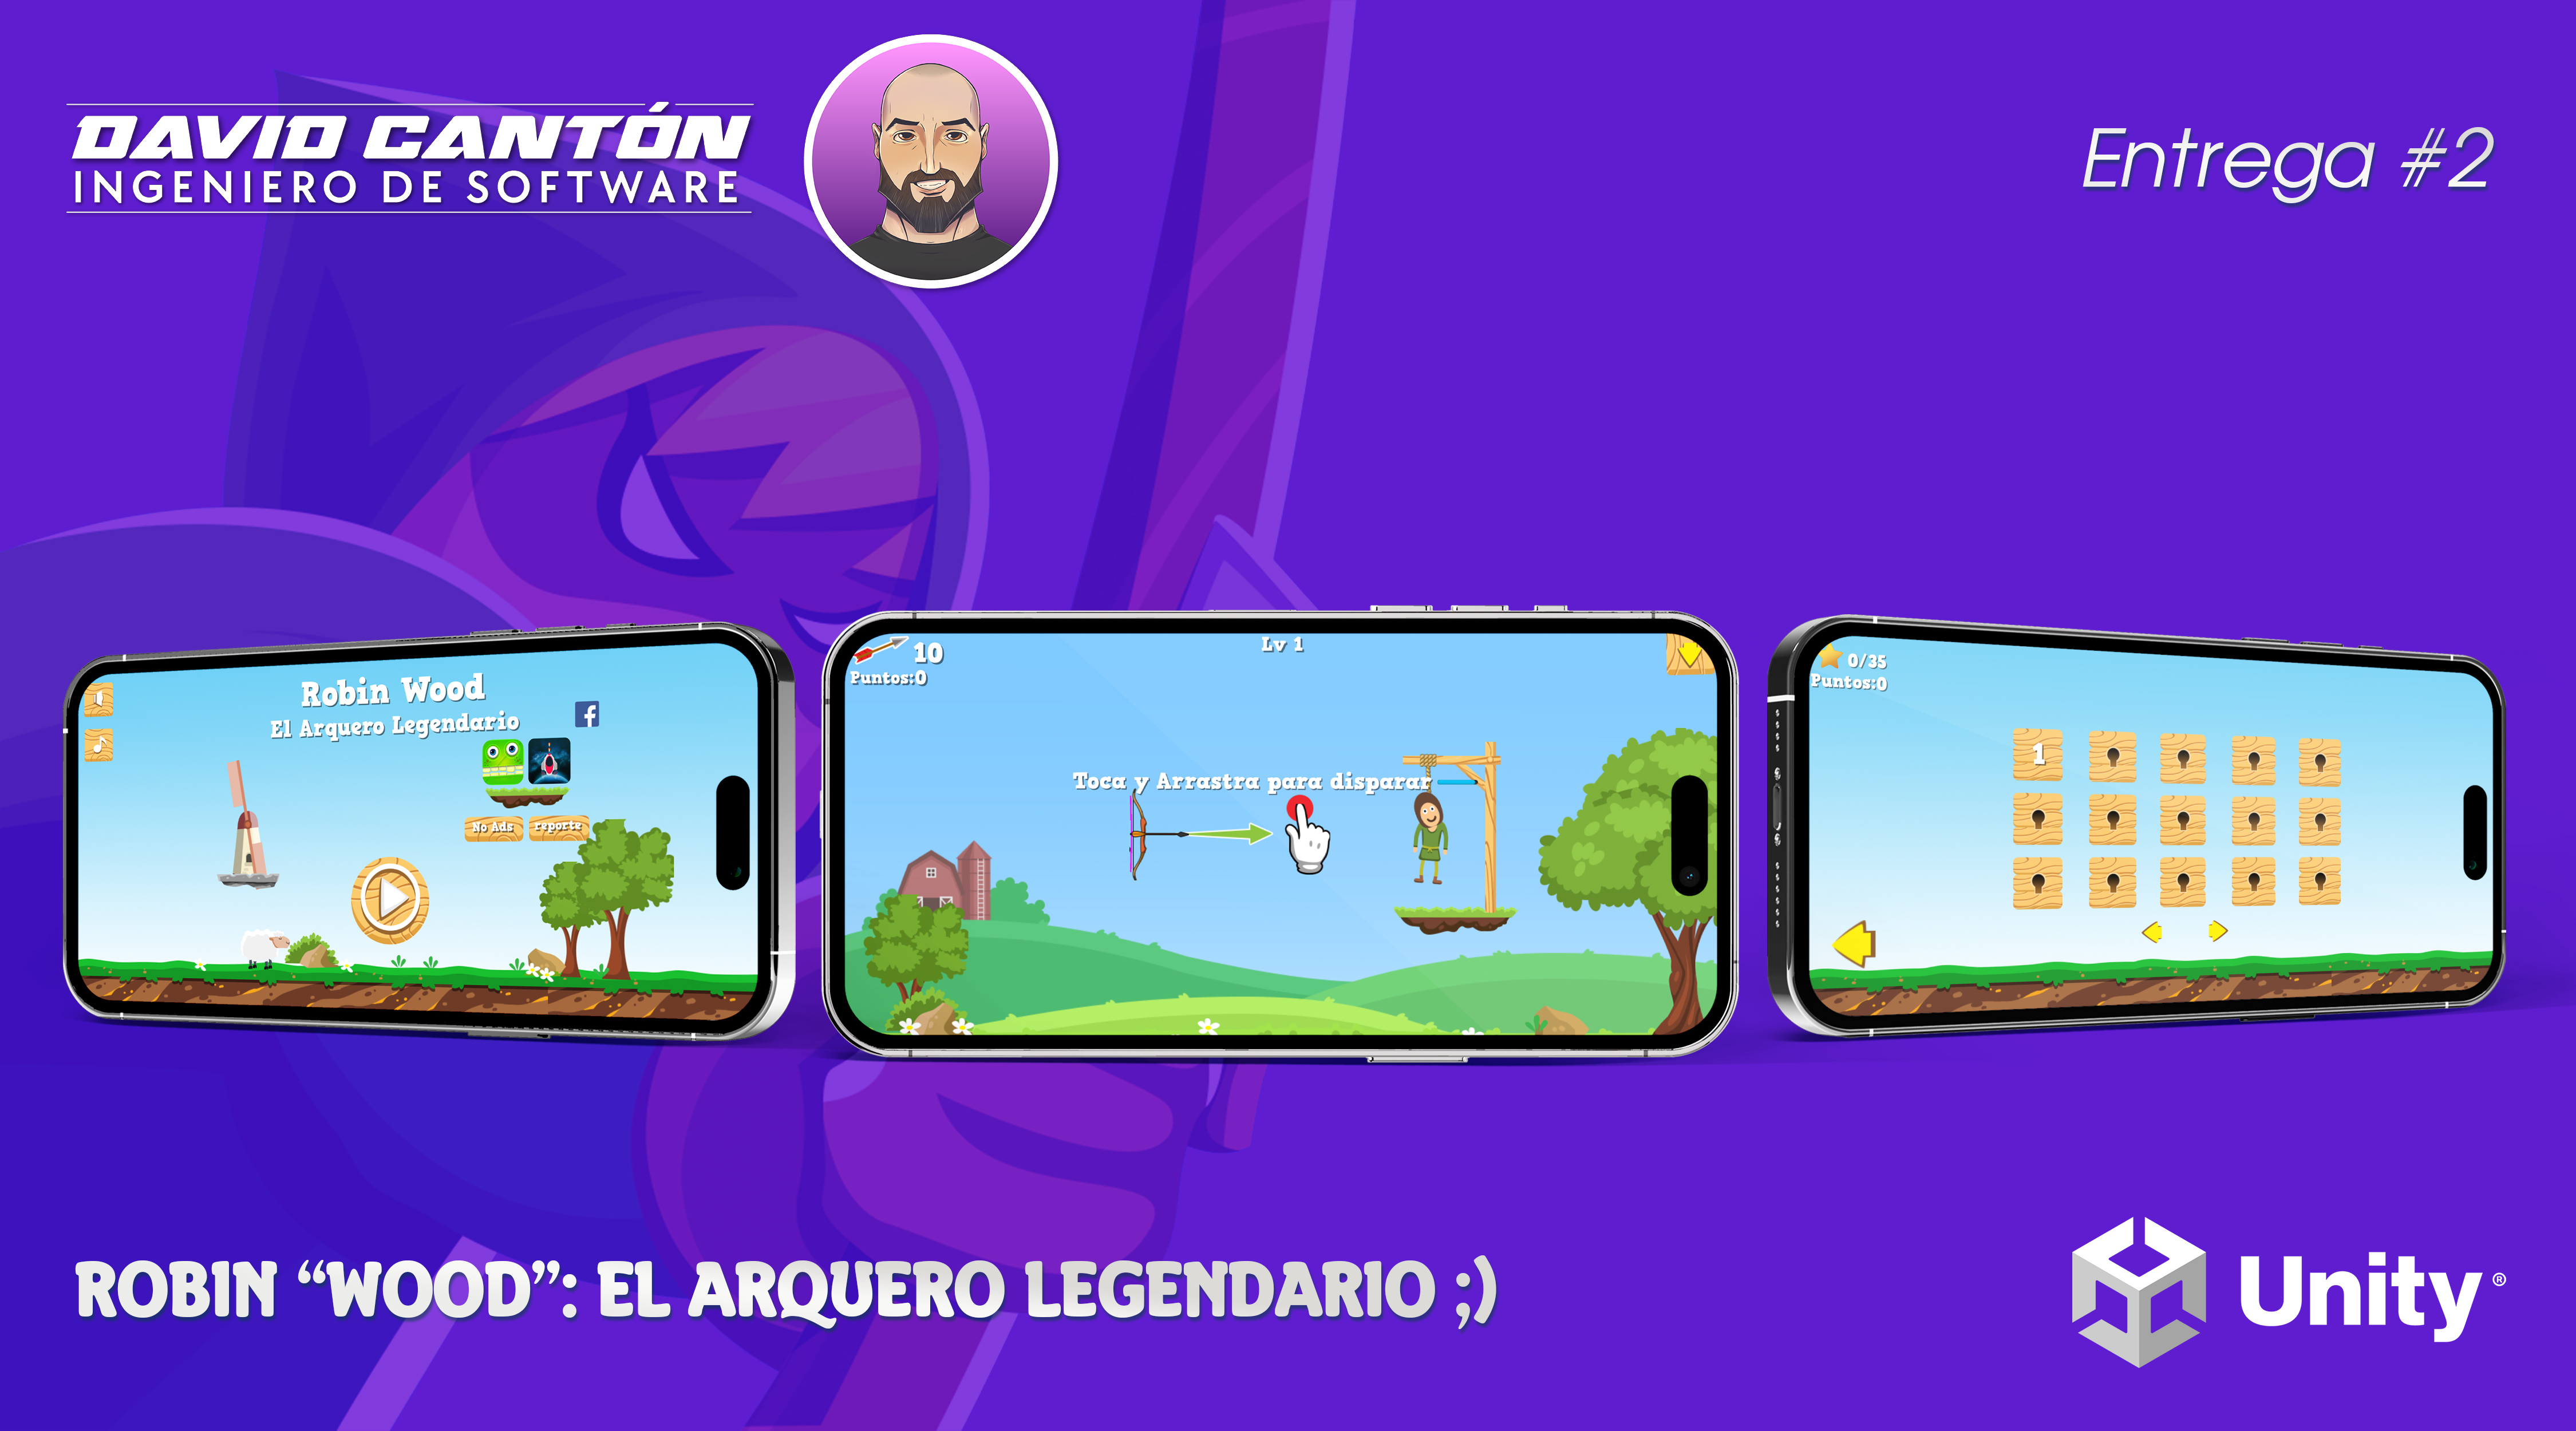 DAVID CANTÓN
INGENIERO DE SOFTWARE
Entrega #2
Robin Wood
El Arquero Legendario
No Ads
reporte
10
Puntos:0
Lv 1
Toca y Arrastra para disparar
0/35
Puntos:0
1
ROBIN “WOOD”: EL ARQUERO LEGENDARIO ;)
Unity®